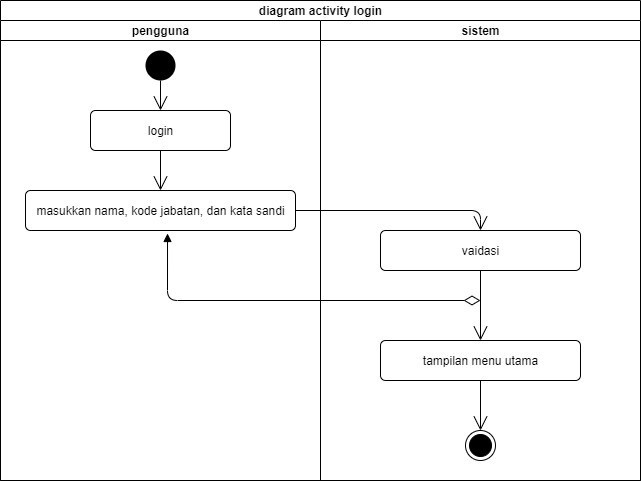 diagram activity login
pengguna
sistem
login
masukkan nama, kode jabatan, dan kata sandi
vaidasi
tampilan menu utama